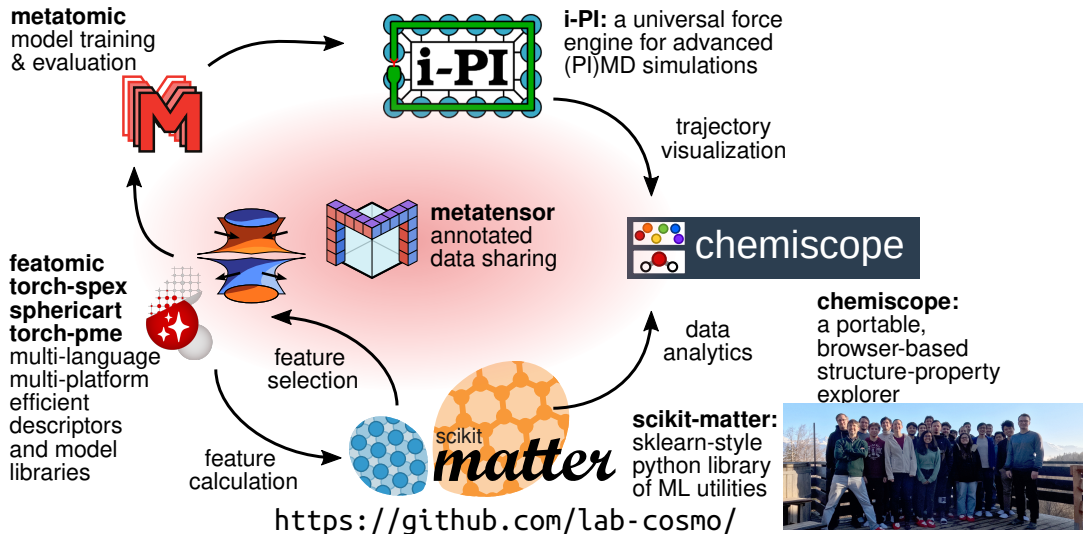 metatomic
model training
& evaluation
i-PI
i-PI: a universal force
engine for advanced
(PI)MD simulations
trajectory
visualization
metatensor
annotated
data sharing
chemiscope
featomic
torch-spex
sphericart
torch-pme
multi-language
multi-platform
efficient
descriptors
and model
libraries
feature
selection
feature
calculation
data
analytics
chemiscope:
a portable,
browser-based
structure-property
explorer
scikit
matter
scikit-matter:
sklearn-style
python library
of ML utilities
https://github.com/lab-cosmo/